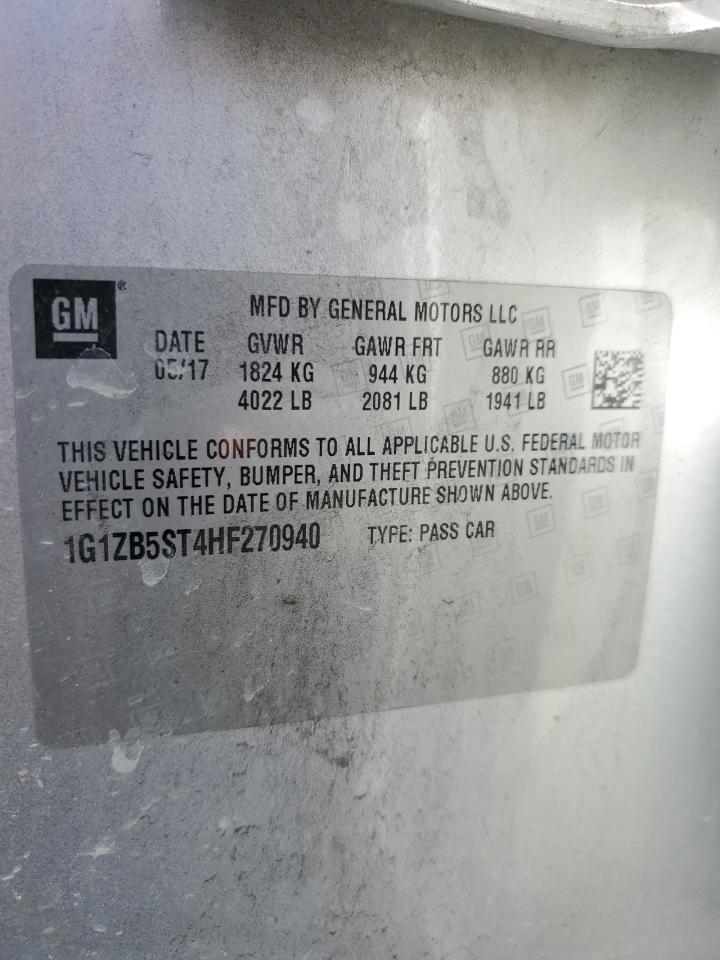 GM ®
MFD BY GENERAL MOTORS LLC
DATE GVWR GAWR FRT GAWR RR
05/17 1824 KG 944 KG 880 KG
4022 LB 2081 LB 1941 LB
THIS VEHICLE CONFORMS TO ALL APPLICABLE U.S. FEDERAL MOTOR
VEHICLE SAFETY, BUMPER, AND THEFT PREVENTION STANDARDS IN
EFFECT ON THE DATE OF MANUFACTURE SHOWN ABOVE.
1G1ZB5ST4HF270940 TYPE: PASS CAR